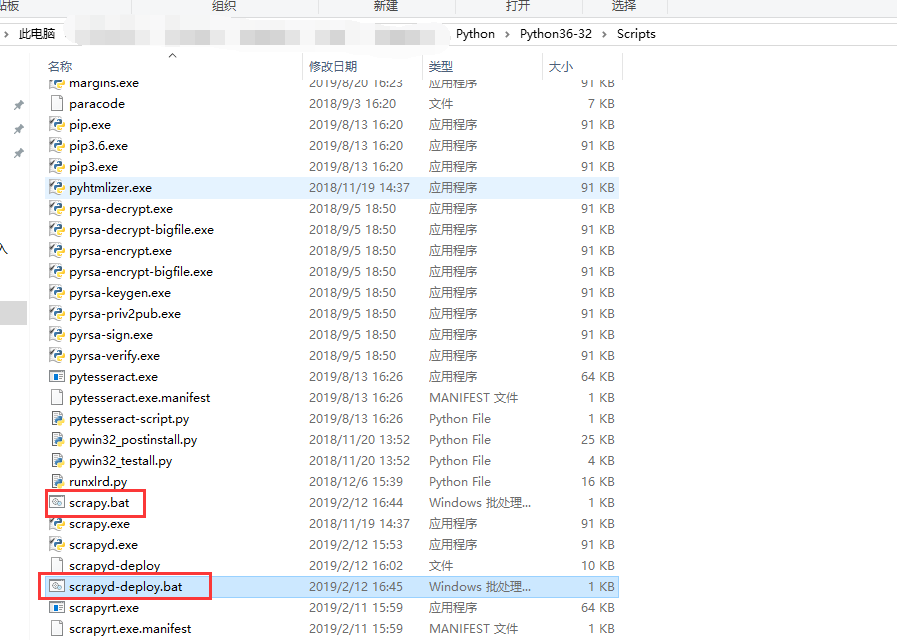 贴板 组织 新建 打开 选择
此电脑 Python Python36-32 Scripts
名称 修改日期 类型 大小
margins.exe 2019/8/20 16:23 应用程序 91 KB
paracode 2018/9/3 16:20 文件 7 KB
pip.exe 2019/8/13 16:20 应用程序 91 KB
pip3.6.exe 2019/8/13 16:20 应用程序 91 KB
pip3.exe 2019/8/13 16:20 应用程序 91 KB
pyhtmlizer.exe 2018/11/19 14:37 应用程序 91 KB
pyrsa-decrypt.exe 2018/9/5 18:50 应用程序 91 KB
pyrsa-decrypt-bigfile.exe 2018/9/5 18:50 应用程序 91 KB
pyrsa-encrypt.exe 2018/9/5 18:50 应用程序 91 KB
pyrsa-encrypt-bigfile.exe 2018/9/5 18:50 应用程序 91 KB
pyrsa-keygen.exe 2018/9/5 18:50 应用程序 91 KB
pyrsa-priv2pub.exe 2018/9/5 18:50 应用程序 91 KB
pyrsa-sign.exe 2018/9/5 18:50 应用程序 91 KB
pyrsa-verify.exe 2018/9/5 18:50 应用程序 91 KB
pytesseract.exe 2019/8/13 16:26 应用程序 64 KB
pytesseract.exe.manifest 2019/8/13 16:26 MANIFEST 文件 1 KB
pytesseract-script.py 2019/8/13 16:26 Python File 1 KB
pywin32_postinstall.py 2018/11/20 13:52 Python File 25 KB
pywin32_testall.py 2018/11/20 13:52 Python File 4 KB
runxlrd.py 2018/12/6 15:39 Python File 16 KB
scrapy.bat 2019/2/12 16:44 Windows 批处理... 1 KB
scrapy.exe 2018/11/19 14:37 应用程序 91 KB
scrapyd.exe 2019/2/12 15:53 应用程序 91 KB
scrapyd-deploy 2019/2/12 16:02 文件 10 KB
scrapyd-deploy.bat 2019/2/12 16:45 Windows 批处理... 1 KB
scrapyrt.exe 2019/2/11 15:59 应用程序 64 KB
scrapyrt.exe.manifest 2019/2/11 15:59 MANIFEST 文件 1 KB